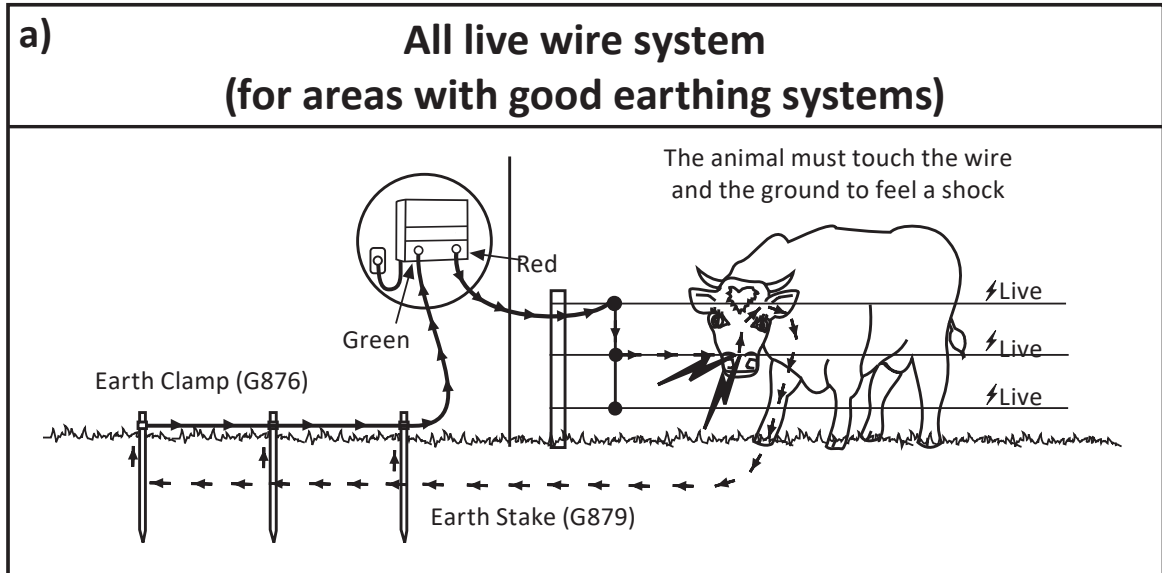 a)
All live wire system
(for areas with good earthing systems)
The animal must touch the wire
and the ground to feel a shock
Red
Green
Live
Live
Live
Earth Clamp (G876)
Earth Stake (G879)